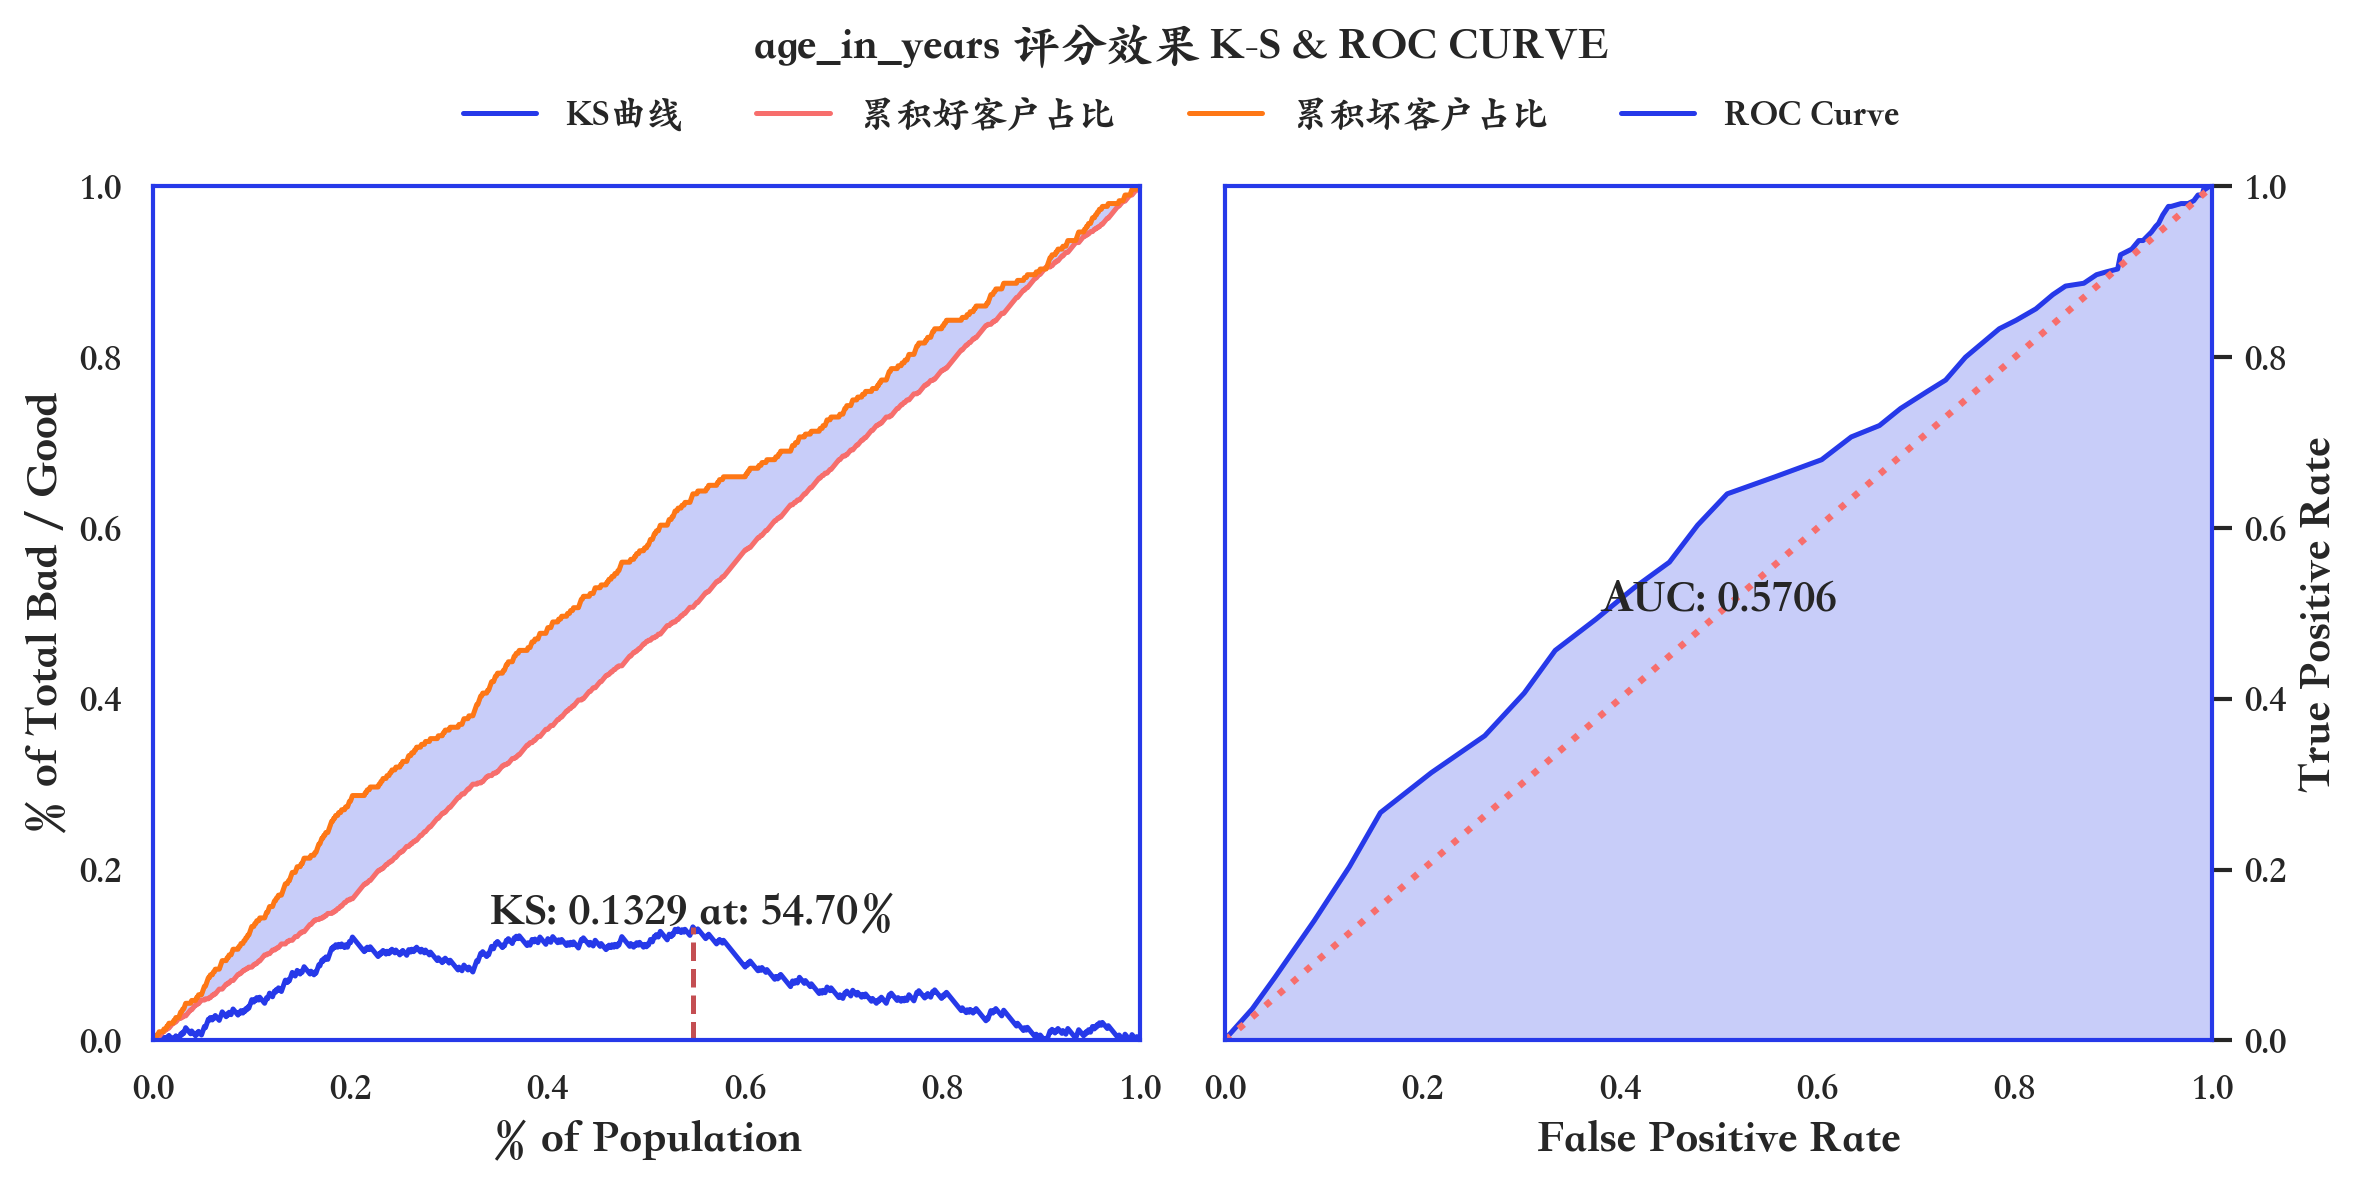 age_in_years 评分效果 K-S & ROC CURVE
KS曲线 累积好客户占比 累积坏客户占比 ROC Curve
% of Total Bad / Good
1.0
0.8
0.6
0.4
0.2
0.0
KS: 0.1329 at: 54.70%
0.0 0.2 0.4 0.6 0.8 1.0
% of Population
AUC: 0.5706
0.0 0.2 0.4 0.6 0.8 1.0
False Positive Rate
1.0
0.8
0.6
0.4
0.2
0.0
True Positive Rate